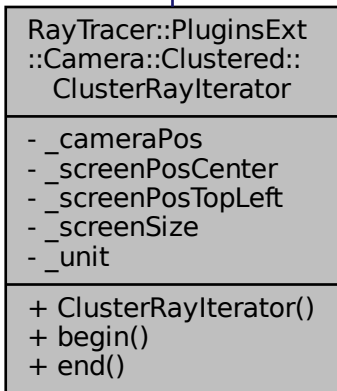 RayTracer::PluginsExt
::Camera::Clustered::
ClusterRayIterator
- _cameraPos
- _screenPosCenter
- _screenPosTopLeft
- _screenSize
- _unit
+ ClusterRayIterator()
+ begin()
+ end()